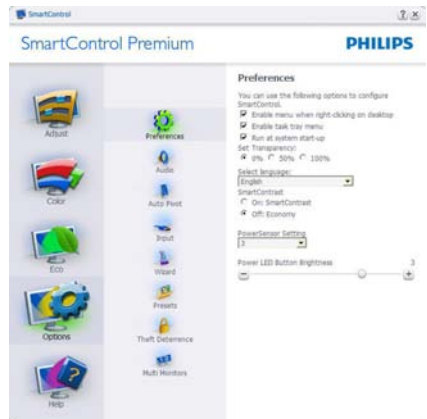 SmartControl
SmartControl Premium
PHILIPS
Adjust
Color
Eco
Options
Help
Preferences
Audio
Auto Pivot
Input
Wizard
Presets
Theft Deterrence
Multi Monitors
Preferences
You can use the following options to configure
SmartControl.
Enable menu when right-clicking on desktop
Enable task tray menu
Run at system start-up
Set Transparency:
0% 50% 100%
Select language:
English
SmartContrast
On: SmartContrast
Off: Economy
PowerSensor Setting
3
Power LED Button Brightness 3